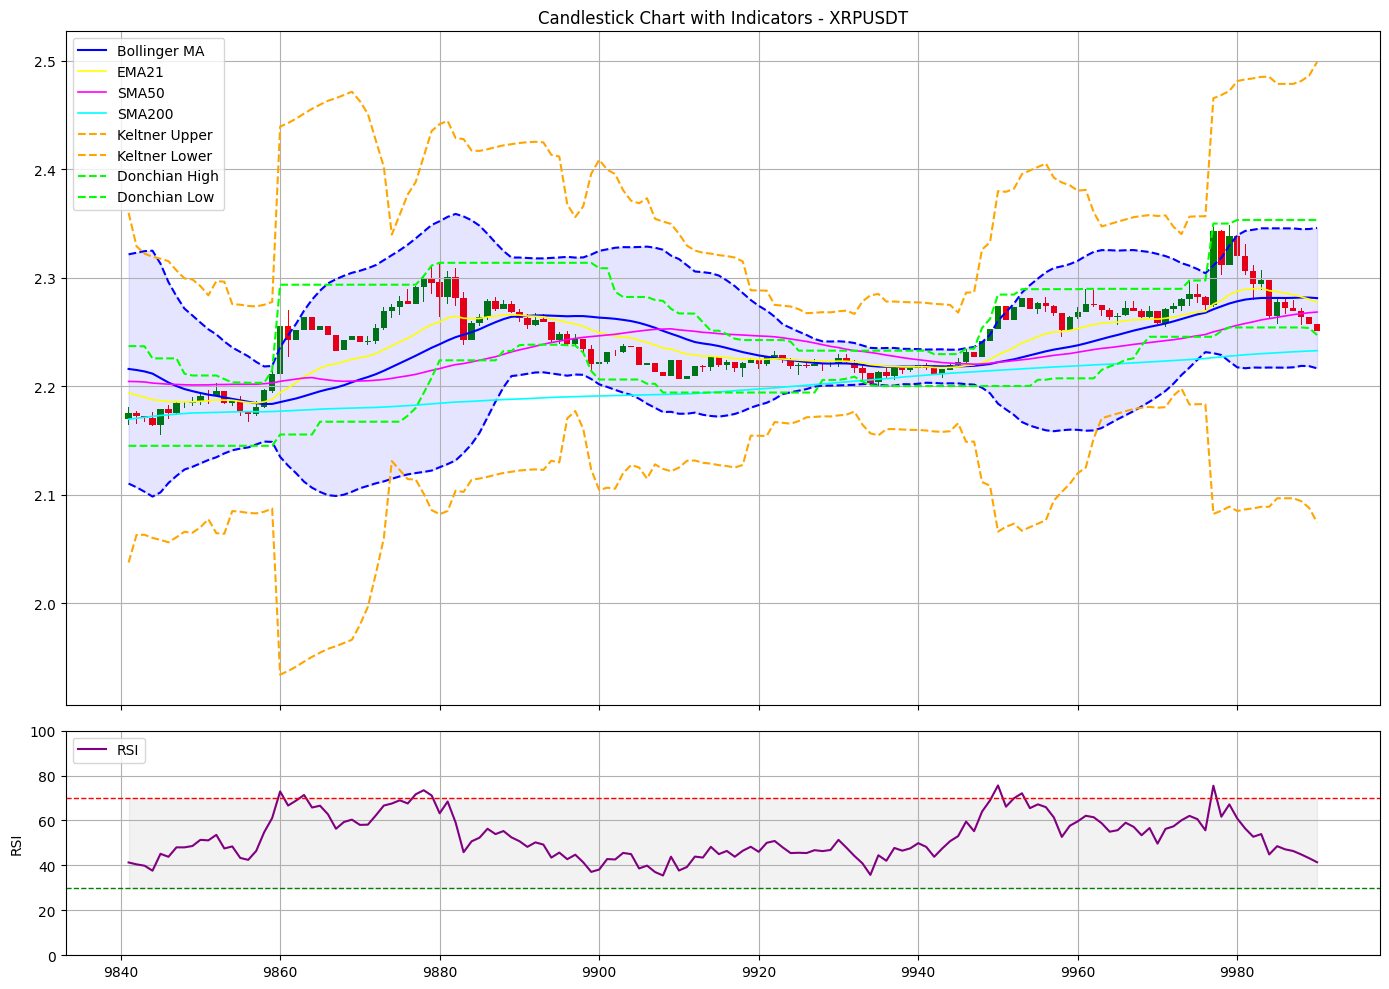 Candlestick Chart with Indicators - XRPUSDT
Bollinger MA
EMA21
SMA50
SMA200
Keltner Upper
Keltner Lower
Donchian High
Donchian Low
2.5
2.4
2.3
2.2
2.1
2.0
RSI
100
80
60
40
20
0
RSI
9840 9860 9880 9900 9920 9940 9960 9980